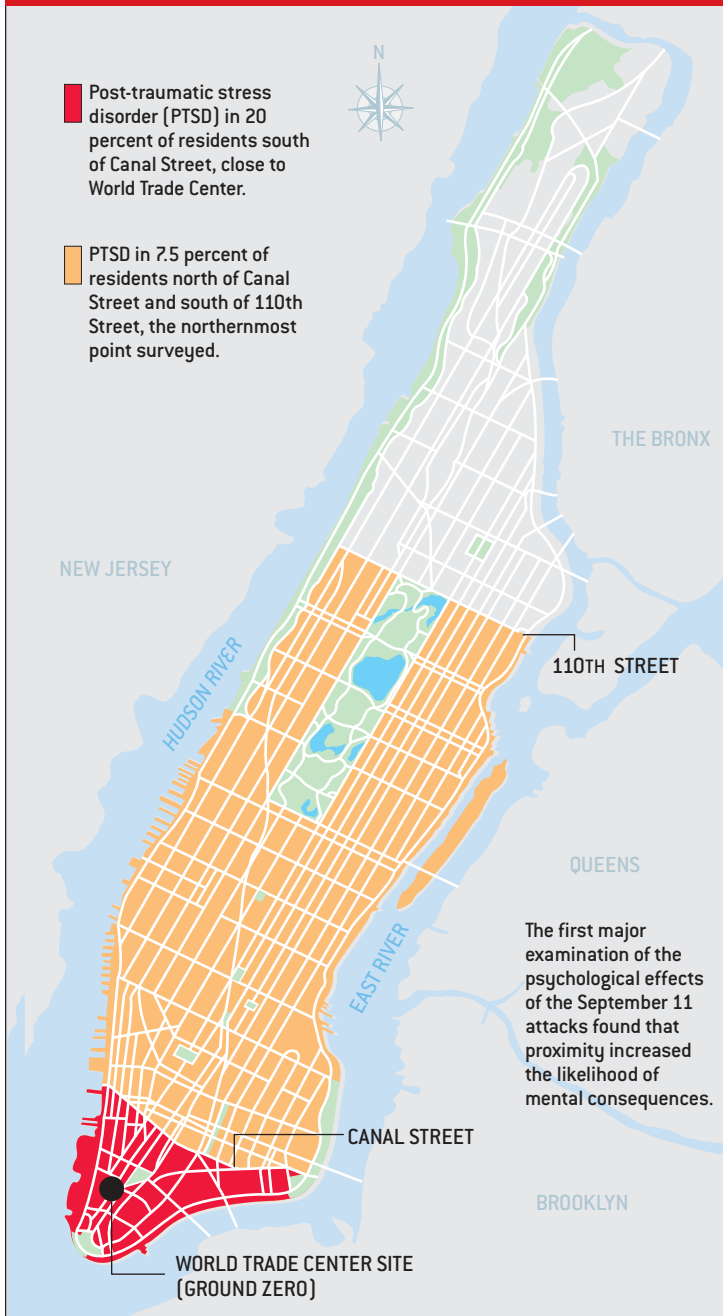 N
Post-traumatic stress
disorder (PTSD) in 20
percent of residents south
of Canal Street, close to
World Trade Center.
PTSD in 7.5 percent of
residents north of Canal
Street and south of 110th
Street, the northernmost
point surveyed.
THE BRONX
NEW JERSEY
110TH STREET
HUDSON RIVER
QUEENS
The first major
examination of the
psychological effects
of the September 11
attacks found that
proximity increased
the likelihood of
mental consequences.
EAST RIVER
CANAL STREET
BROOKLYN
WORLD TRADE CENTER SITE
(GROUND ZERO)